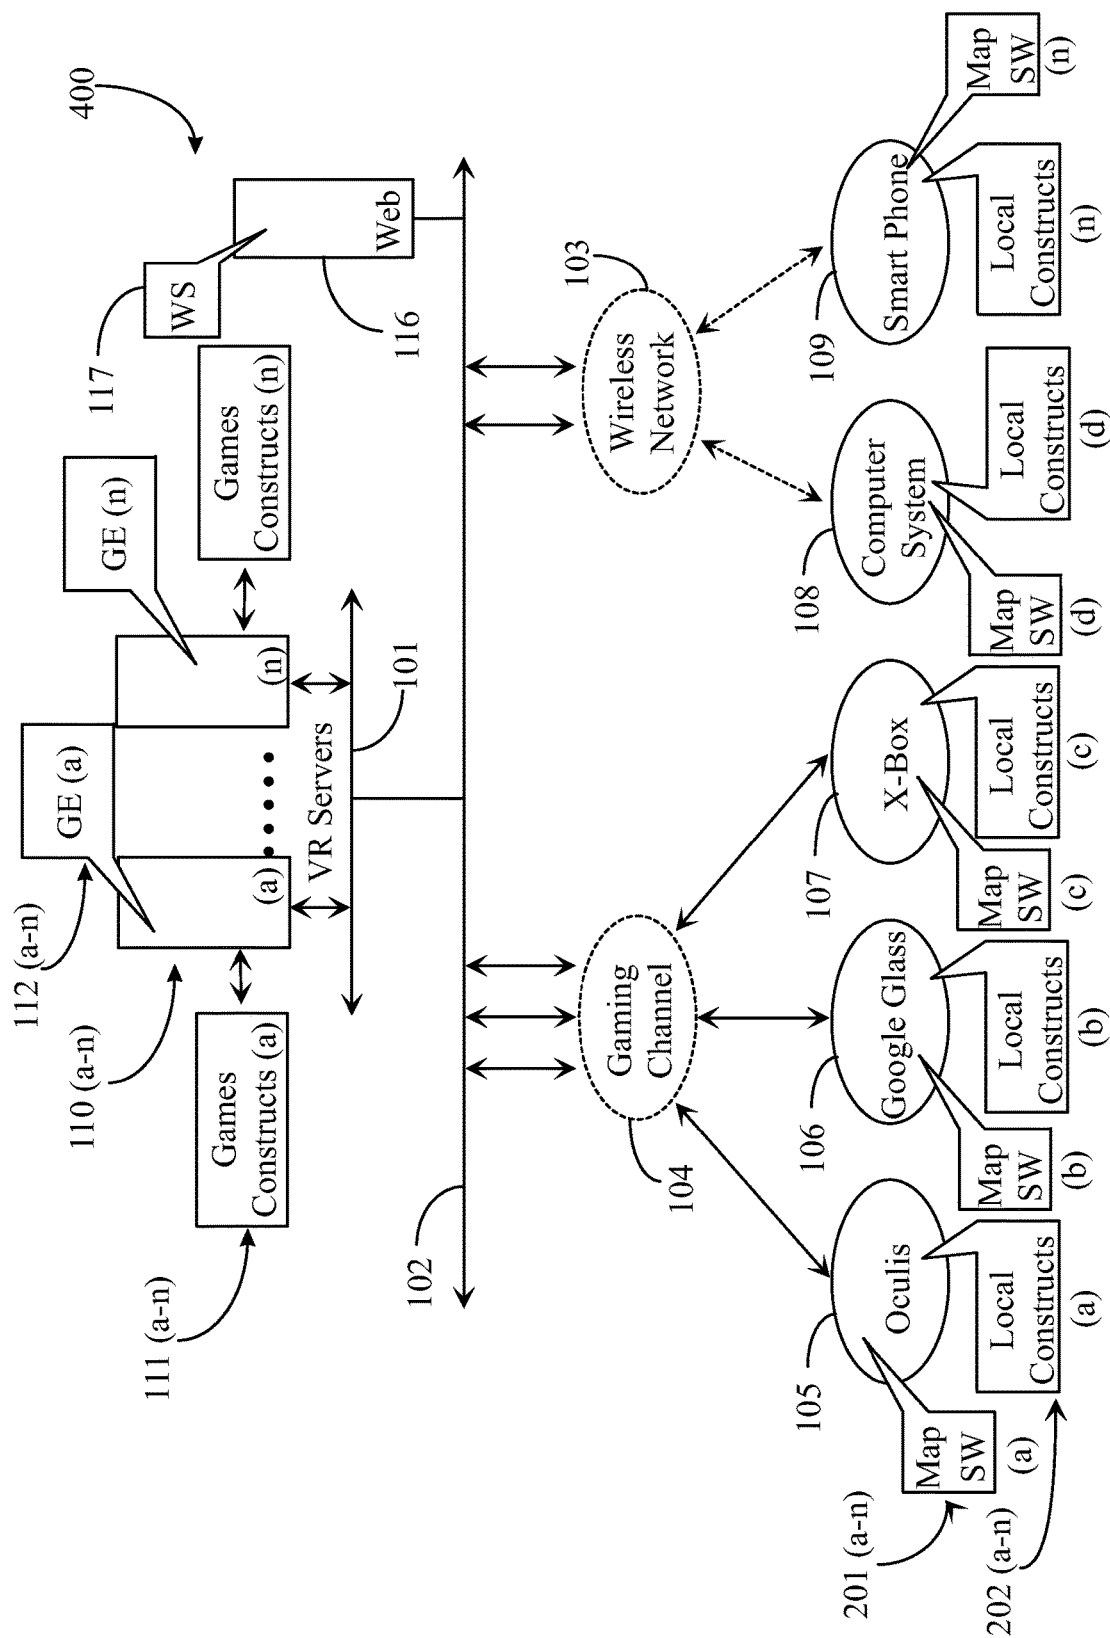 400
112 (a-n)
GE (a)
GE (n)
117
WS
110 (a-n)
111 (a-n)
Games
Constructs (a)
(a)
(n)
VR Servers
Games
Constructs (n)
116
Web
101
102
104
Gaming
Channel
103
Wireless
Network
105
Oculis
106
Google Glass
107
X-Box
108
Computer
System
109
Smart Phone
201 (a-n)
Map
SW
(a)
202 (a-n)
Local
Constructs
(a)
Map
SW
(b)
Local
Constructs
(b)
Map
SW
(c)
Local
Constructs
(c)
Map
SW
(d)
Local
Constructs
(d)
Local
Constructs
(n)
Map
SW
(n)